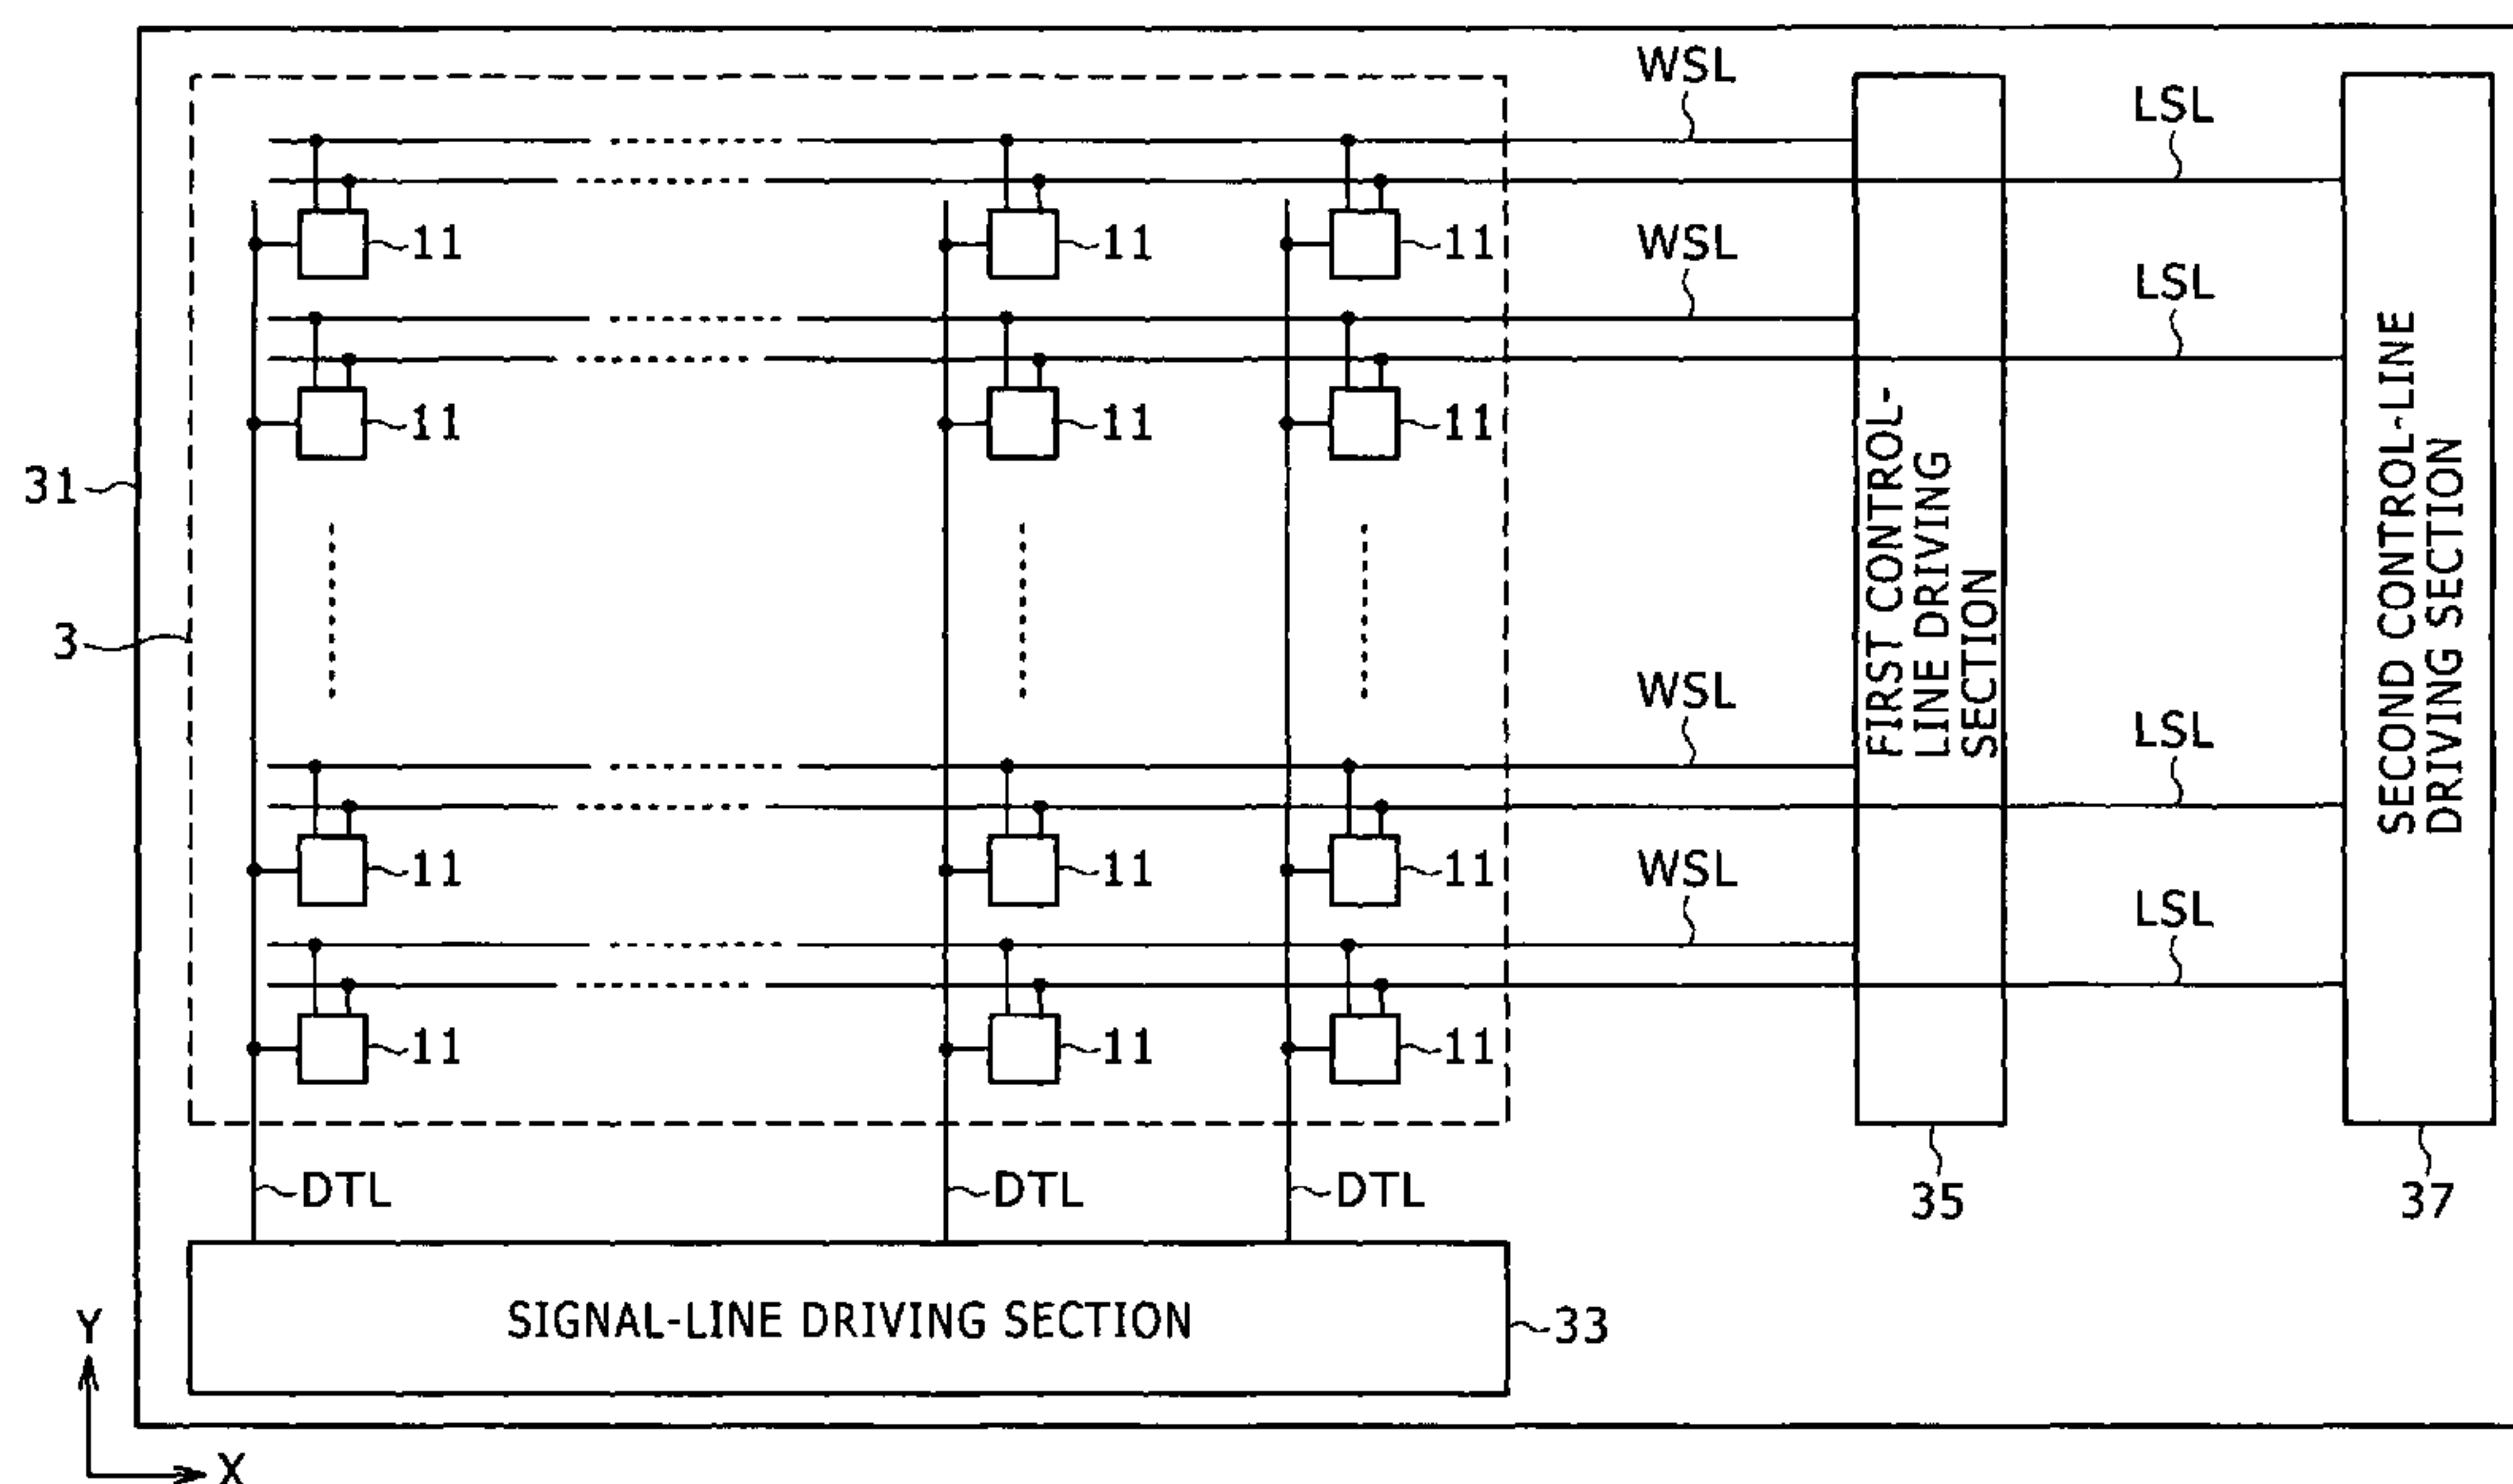 WSL
LSL
11 11 11
WSL
LSL
11 11 11
31
3
FIRST CONTROL-
LINE DRIVING
SECTION
SECOND CONTROL-LINE
DRIVING SECTION
WSL
LSL
11 11 11
WSL
LSL
11 11 11
DTL DTL DTL
35 37
SIGNAL-LINE DRIVING SECTION 33
Y
X